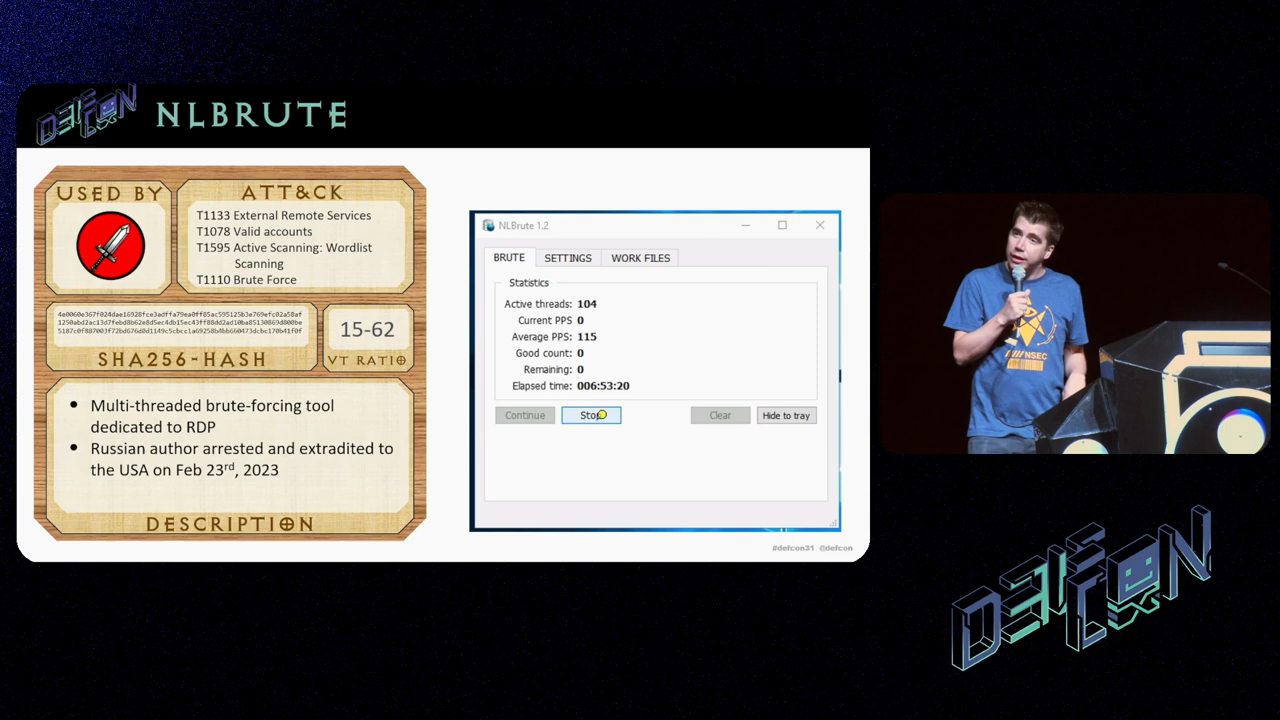 DEFCON
NLBRUTE
USED BY
ATT&CK
T1133 External Remote Services
T1078 Valid accounts
T1595 Active Scanning: Wordlist
Scanning
T1110 Brute Force
SHA256-HASH
15-62
VT RATIO
• Multi-threaded brute-forcing tool
dedicated to RDP
• Russian author arrested and extradited to
the USA on Feb 23rd, 2023
DESCRIPTION
NLBrute 1.2
BRUTE SETTINGS WORK FILES
Statistics
Active threads: 104
Current PPS 0
Average PPS: 115
Good count: 0
Remaining: 0
Elapsed time: 006:53:20
Continue Stop Clear Hide to tray
#defcon31 @defcon
NSEC
DEFCON